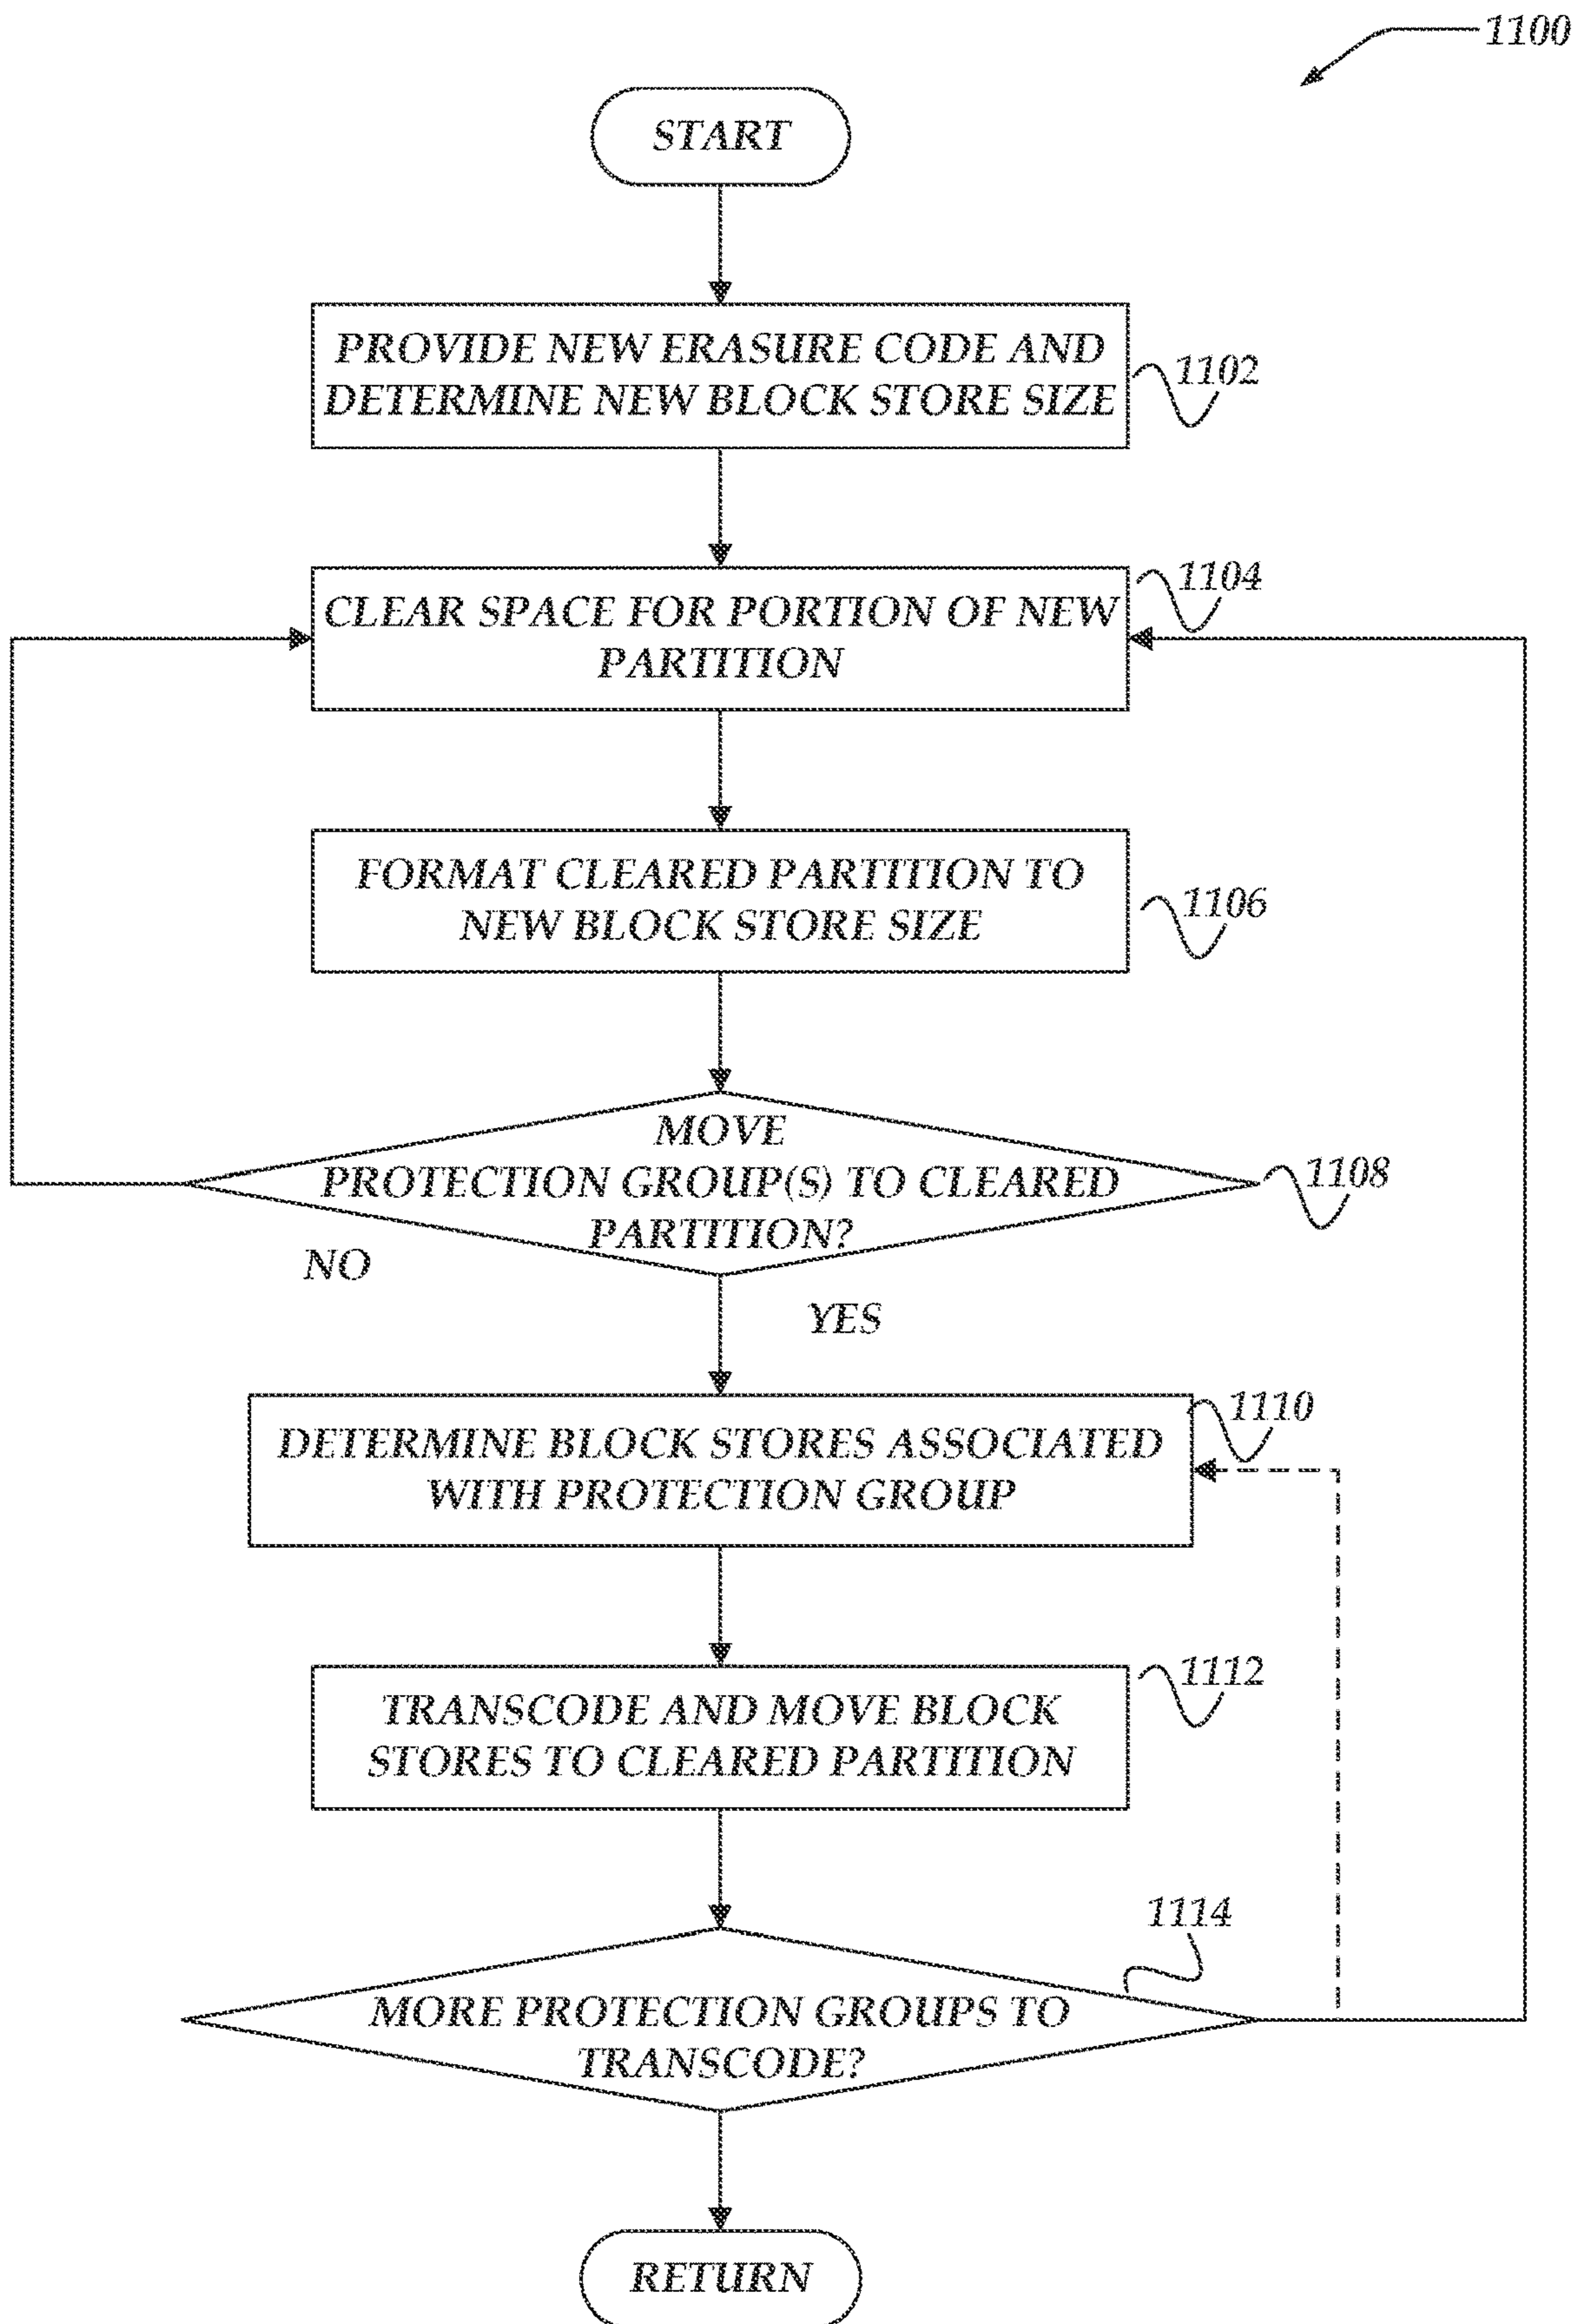 1100
START
PROVIDE NEW ERASURE CODE AND
DETERMINE NEW BLOCK STORE SIZE
1102
1104
CLEAR SPACE FOR PORTION OF NEW
PARTITION
FORMAT CLEARED PARTITION TO
NEW BLOCK STORE SIZE
1106
MOVE
PROTECTION GROUP(S) TO CLEARED
PARTITION?
1108
NO
YES
1110
DETERMINE BLOCK STORES ASSOCIATED
WITH PROTECTION GROUP
1112
TRANSCODE AND MOVE BLOCK
STORES TO CLEARED PARTITION
1114
MORE PROTECTION GROUPS TO
TRANSCODE?
RETURN